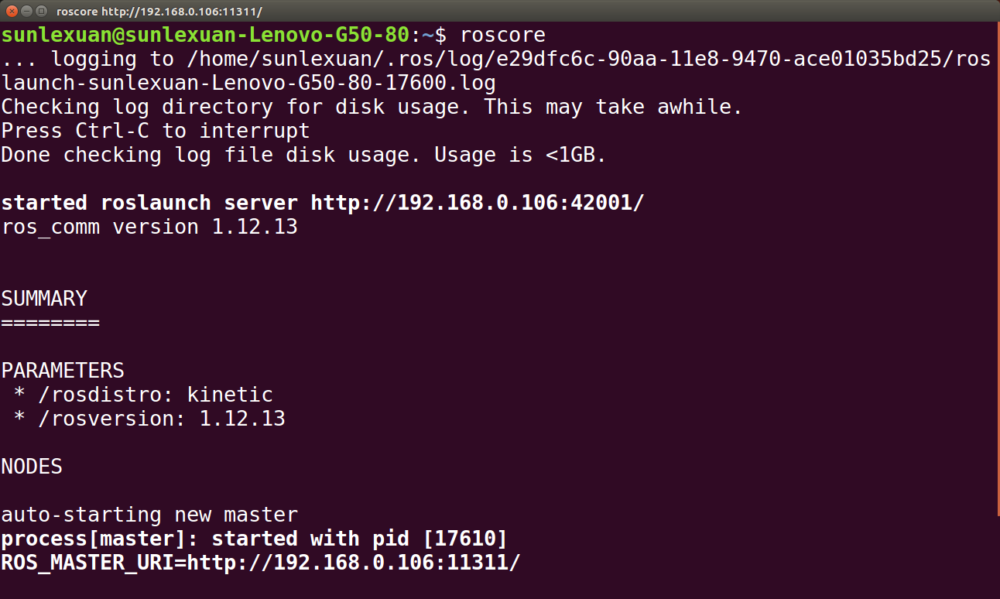 roscore http://192.168.0.106:11311/
sunlexuan@sunlexuan-Lenovo-G50-80:~$ roscore
... logging to /home/sunlexuan/.ros/log/e29dfc6c-90aa-11e8-9470-ace01035bd25/ros
launch-sunlexuan-Lenovo-G50-80-17600.log
Checking log directory for disk usage. This may take awhile.
Press Ctrl-C to interrupt
Done checking log file disk usage. Usage is <1GB.
started roslaunch server http://192.168.0.106:42001/
ros_comm version 1.12.13
SUMMARY
========
PARAMETERS
 * /rosdistro: kinetic
 * /rosversion: 1.12.13
NODES
auto-starting new master
process[master]: started with pid [17610]
ROS_MASTER_URI=http://192.168.0.106:11311/